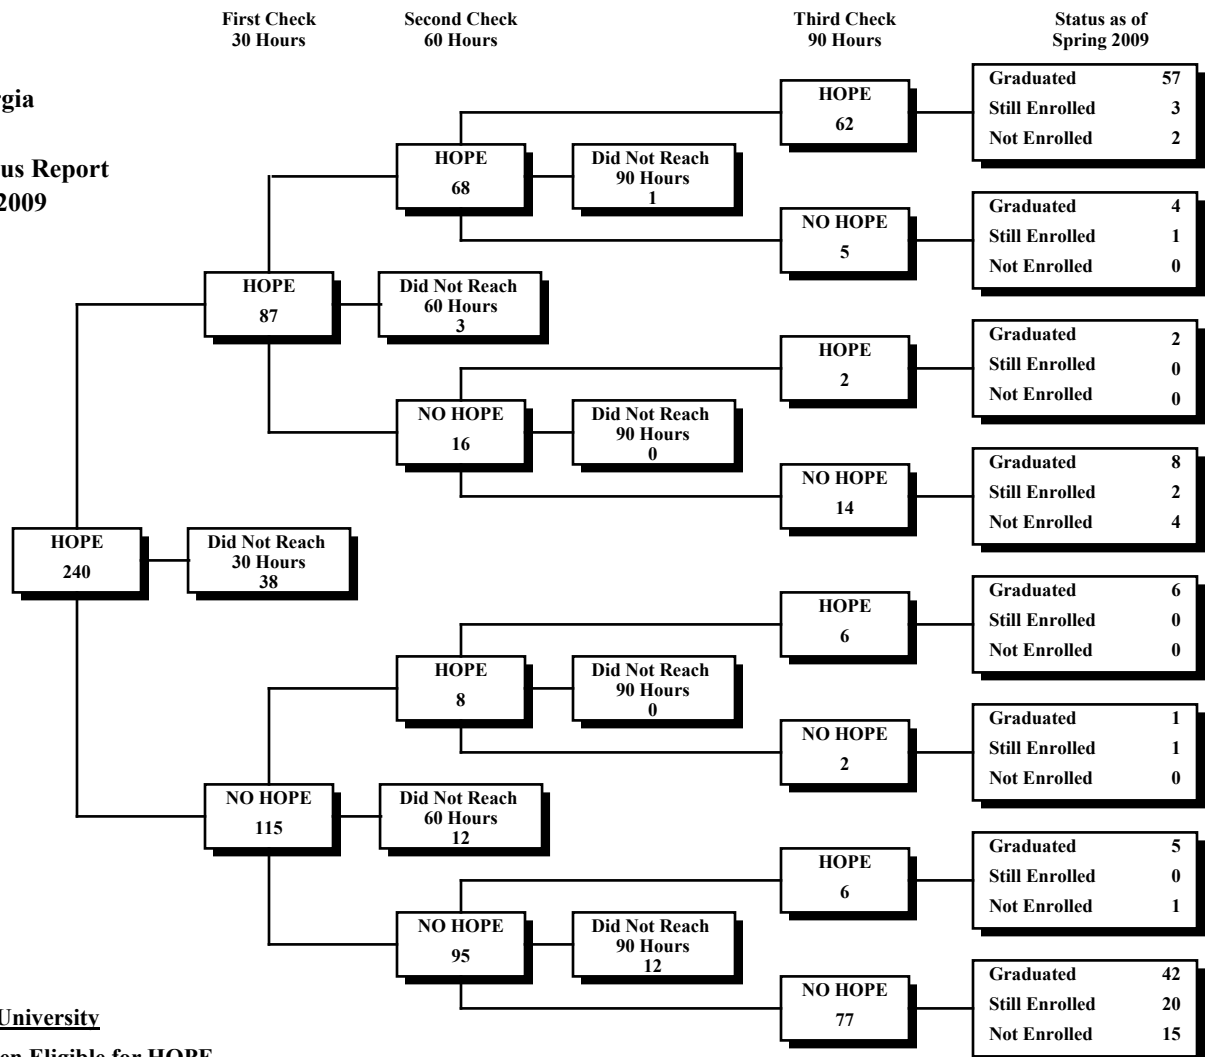 First Check
30 Hours
Second Check
60 Hours
Third Check
90 Hours
Status as of
Spring 2009
rgia
us Report
2009
HOPE
240
Did Not Reach
30 Hours
38
HOPE
87
Did Not Reach
60 Hours
3
NO HOPE
115
Did Not Reach
60 Hours
12
HOPE
68
Did Not Reach
90 Hours
1
NO HOPE
16
Did Not Reach
90 Hours
0
HOPE
8
Did Not Reach
90 Hours
0
NO HOPE
95
Did Not Reach
90 Hours
12
HOPE
62
Graduated 57
Still Enrolled 3
Not Enrolled 2
NO HOPE
5
Graduated 4
Still Enrolled 1
Not Enrolled 0
HOPE
2
Graduated 2
Still Enrolled 0
Not Enrolled 0
NO HOPE
14
Graduated 8
Still Enrolled 2
Not Enrolled 4
HOPE
6
Graduated 6
Still Enrolled 0
Not Enrolled 0
NO HOPE
2
Graduated 1
Still Enrolled 1
Not Enrolled 0
HOPE
6
Graduated 5
Still Enrolled 0
Not Enrolled 1
NO HOPE
77
Graduated 42
Still Enrolled 20
Not Enrolled 15
University
en Eligible for HOPE